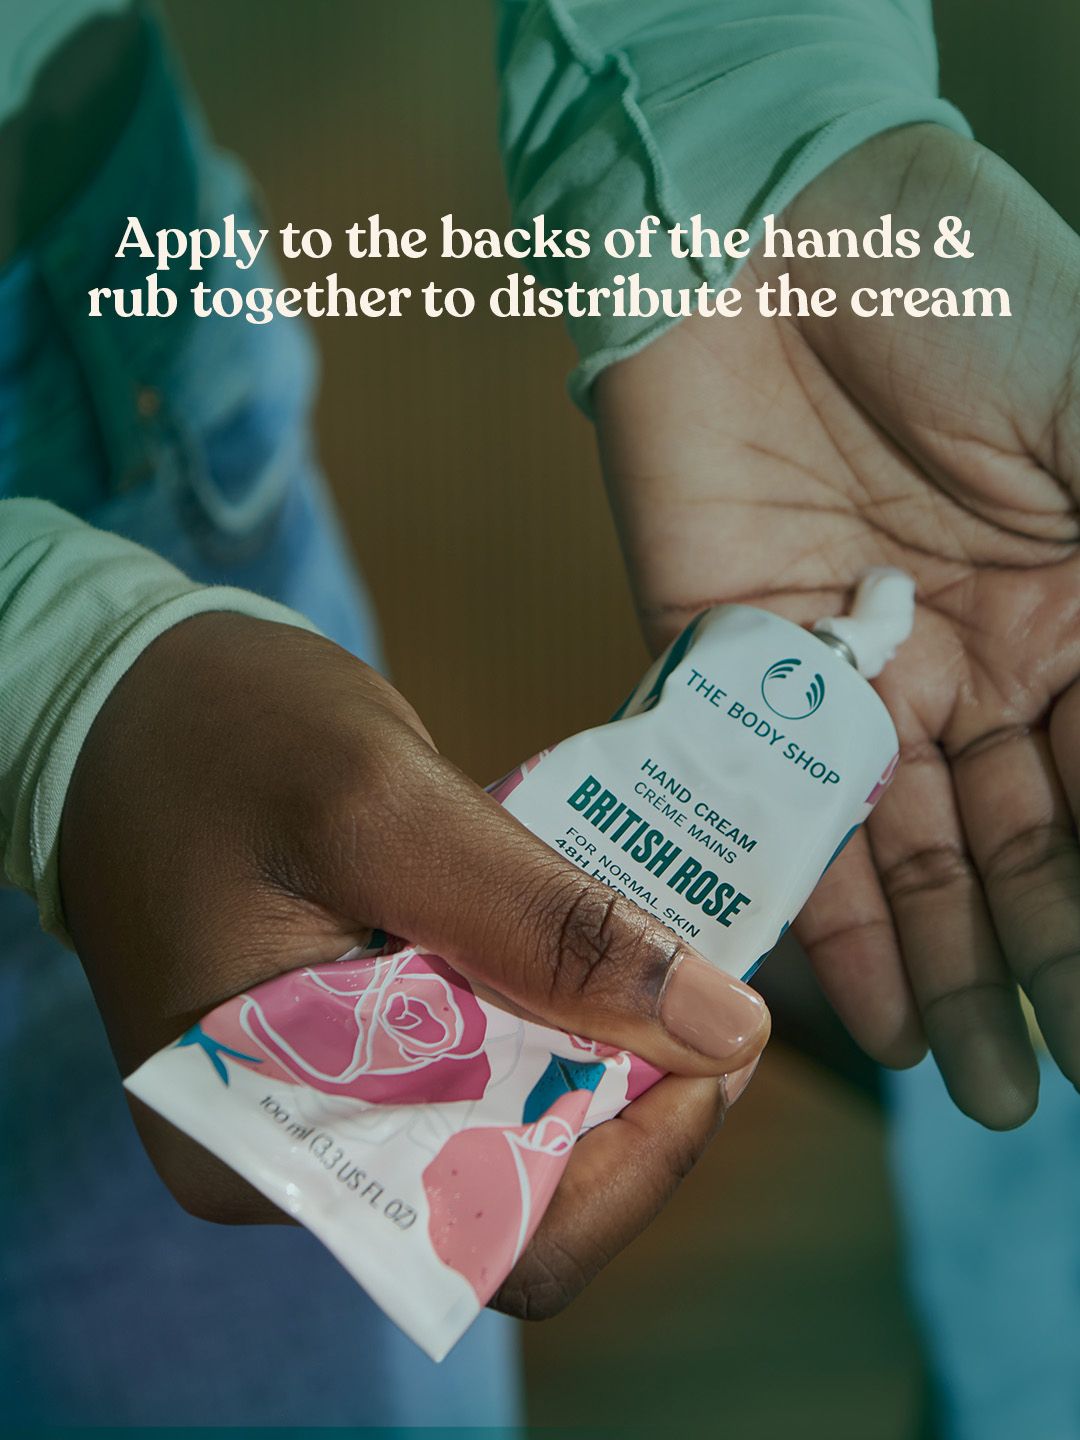 Apply to the backs of the hands &
rub together to distribute the cream
THE BODY SHOP
HAND CREAM
CRÈME MAINS
BRITISH ROSE
FOR NORMAL SKIN
48H
100 ml (3.3 US FL OZ)